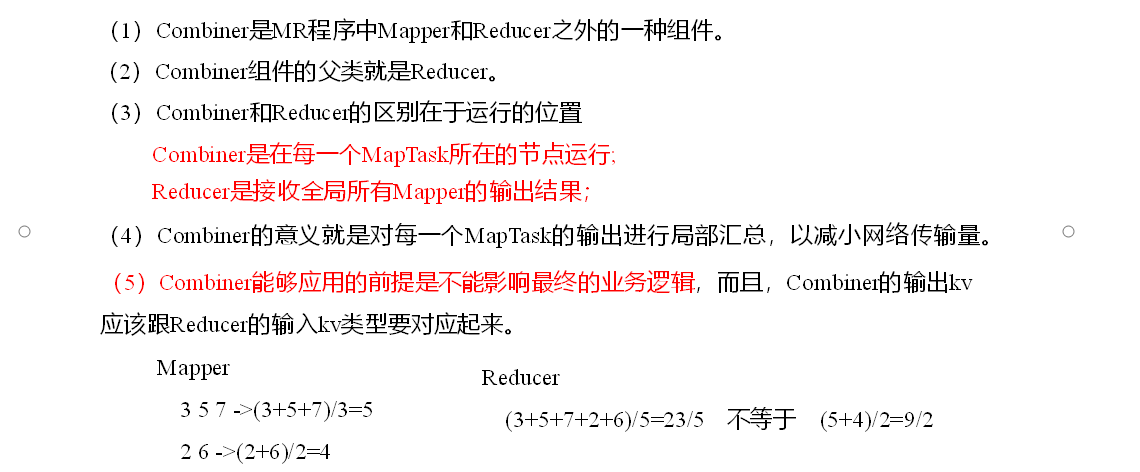 （1）Combiner是MR程序中Mapper和Reducer之外的一种组件。
（2）Combiner组件的父类就是Reducer。
（3）Combiner和Reducer的区别在于运行的位置
Combiner是在每一个MapTask所在的节点运行;
Reducer是接收全局所有Mapper的输出结果；
（4）Combiner的意义就是对每一个MapTask的输出进行局部汇总，以减小网络传输量。
（5）Combiner能够应用的前提是不能影响最终的业务逻辑，而且，Combiner的输出kv
应该跟Reducer的输入kv类型要对应起来。
Mapper
3 5 7 ->(3+5+7)/3=5
2 6 ->(2+6)/2=4
Reducer
(3+5+7+2+6)/5=23/5 不等于 (5+4)/2=9/2